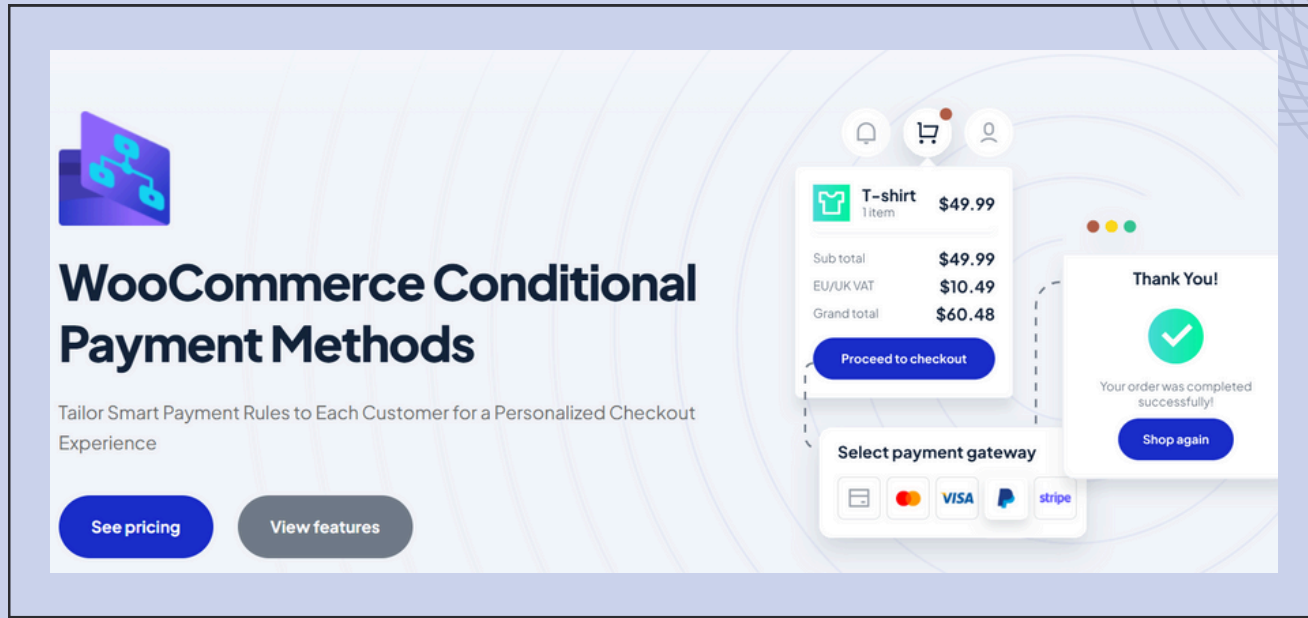 WooCommerce Conditional
Payment Methods
Tailor Smart Payment Rules to Each Customer for a Personalized Checkout
Experience
See pricing
View features
T-shirt
1 item
$49.99
Sub total $49.99
EU/UK VAT $10.49
Grand total $60.48
Proceed to checkout
Select payment gateway
VISA
stripe
Thank You!
Your order was completed
successfully!
Shop again